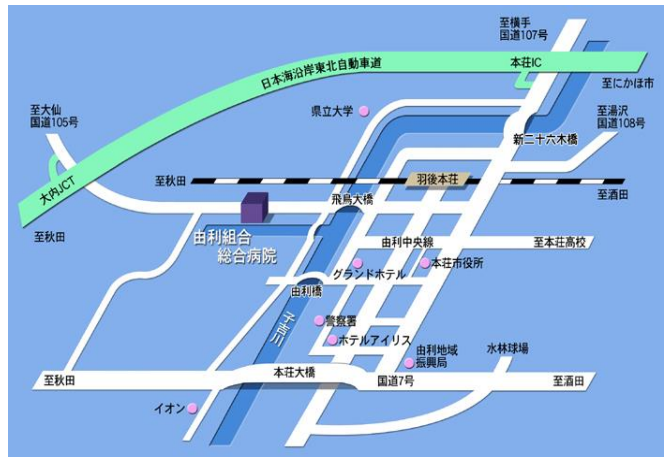 至横手
国道107号
日本海沿岸東北自動車道
本荘IC
至にかほ市
至大仙
国道105号
県立大学
至湯沢
国道108号
新二十六木橋
大内JCT
至秋田
羽後本荘
至酒田
飛鳥大橋
至秋田
由利組合
総合病院
由利中央線
至本荘高校
グランドホテル
本荘市役所
由利橋
子吉川
警察署
ホテルアイリス
由利地域
振興局
水林球場
本荘大橋
至秋田
国道7号
至酒田
イオン